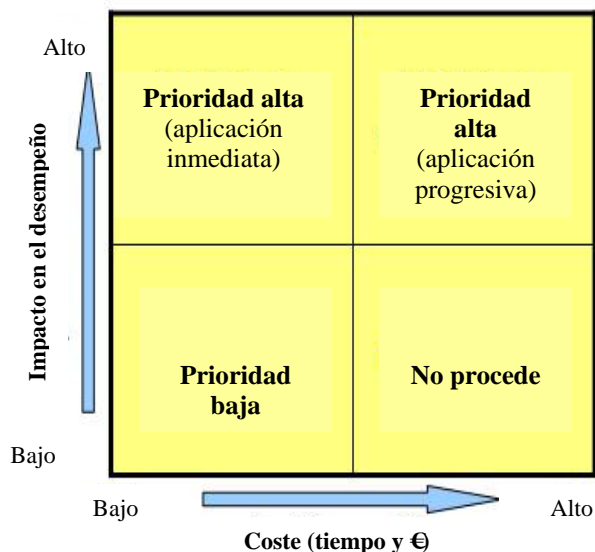 Alto
Prioridad alta
(aplicación
inmediata)
Prioridad
alta
(aplicación
progresiva)
Impacto en el desempeño
Prioridad
baja
No procede
Bajo
Bajo
Alto
Coste (tiempo y €)